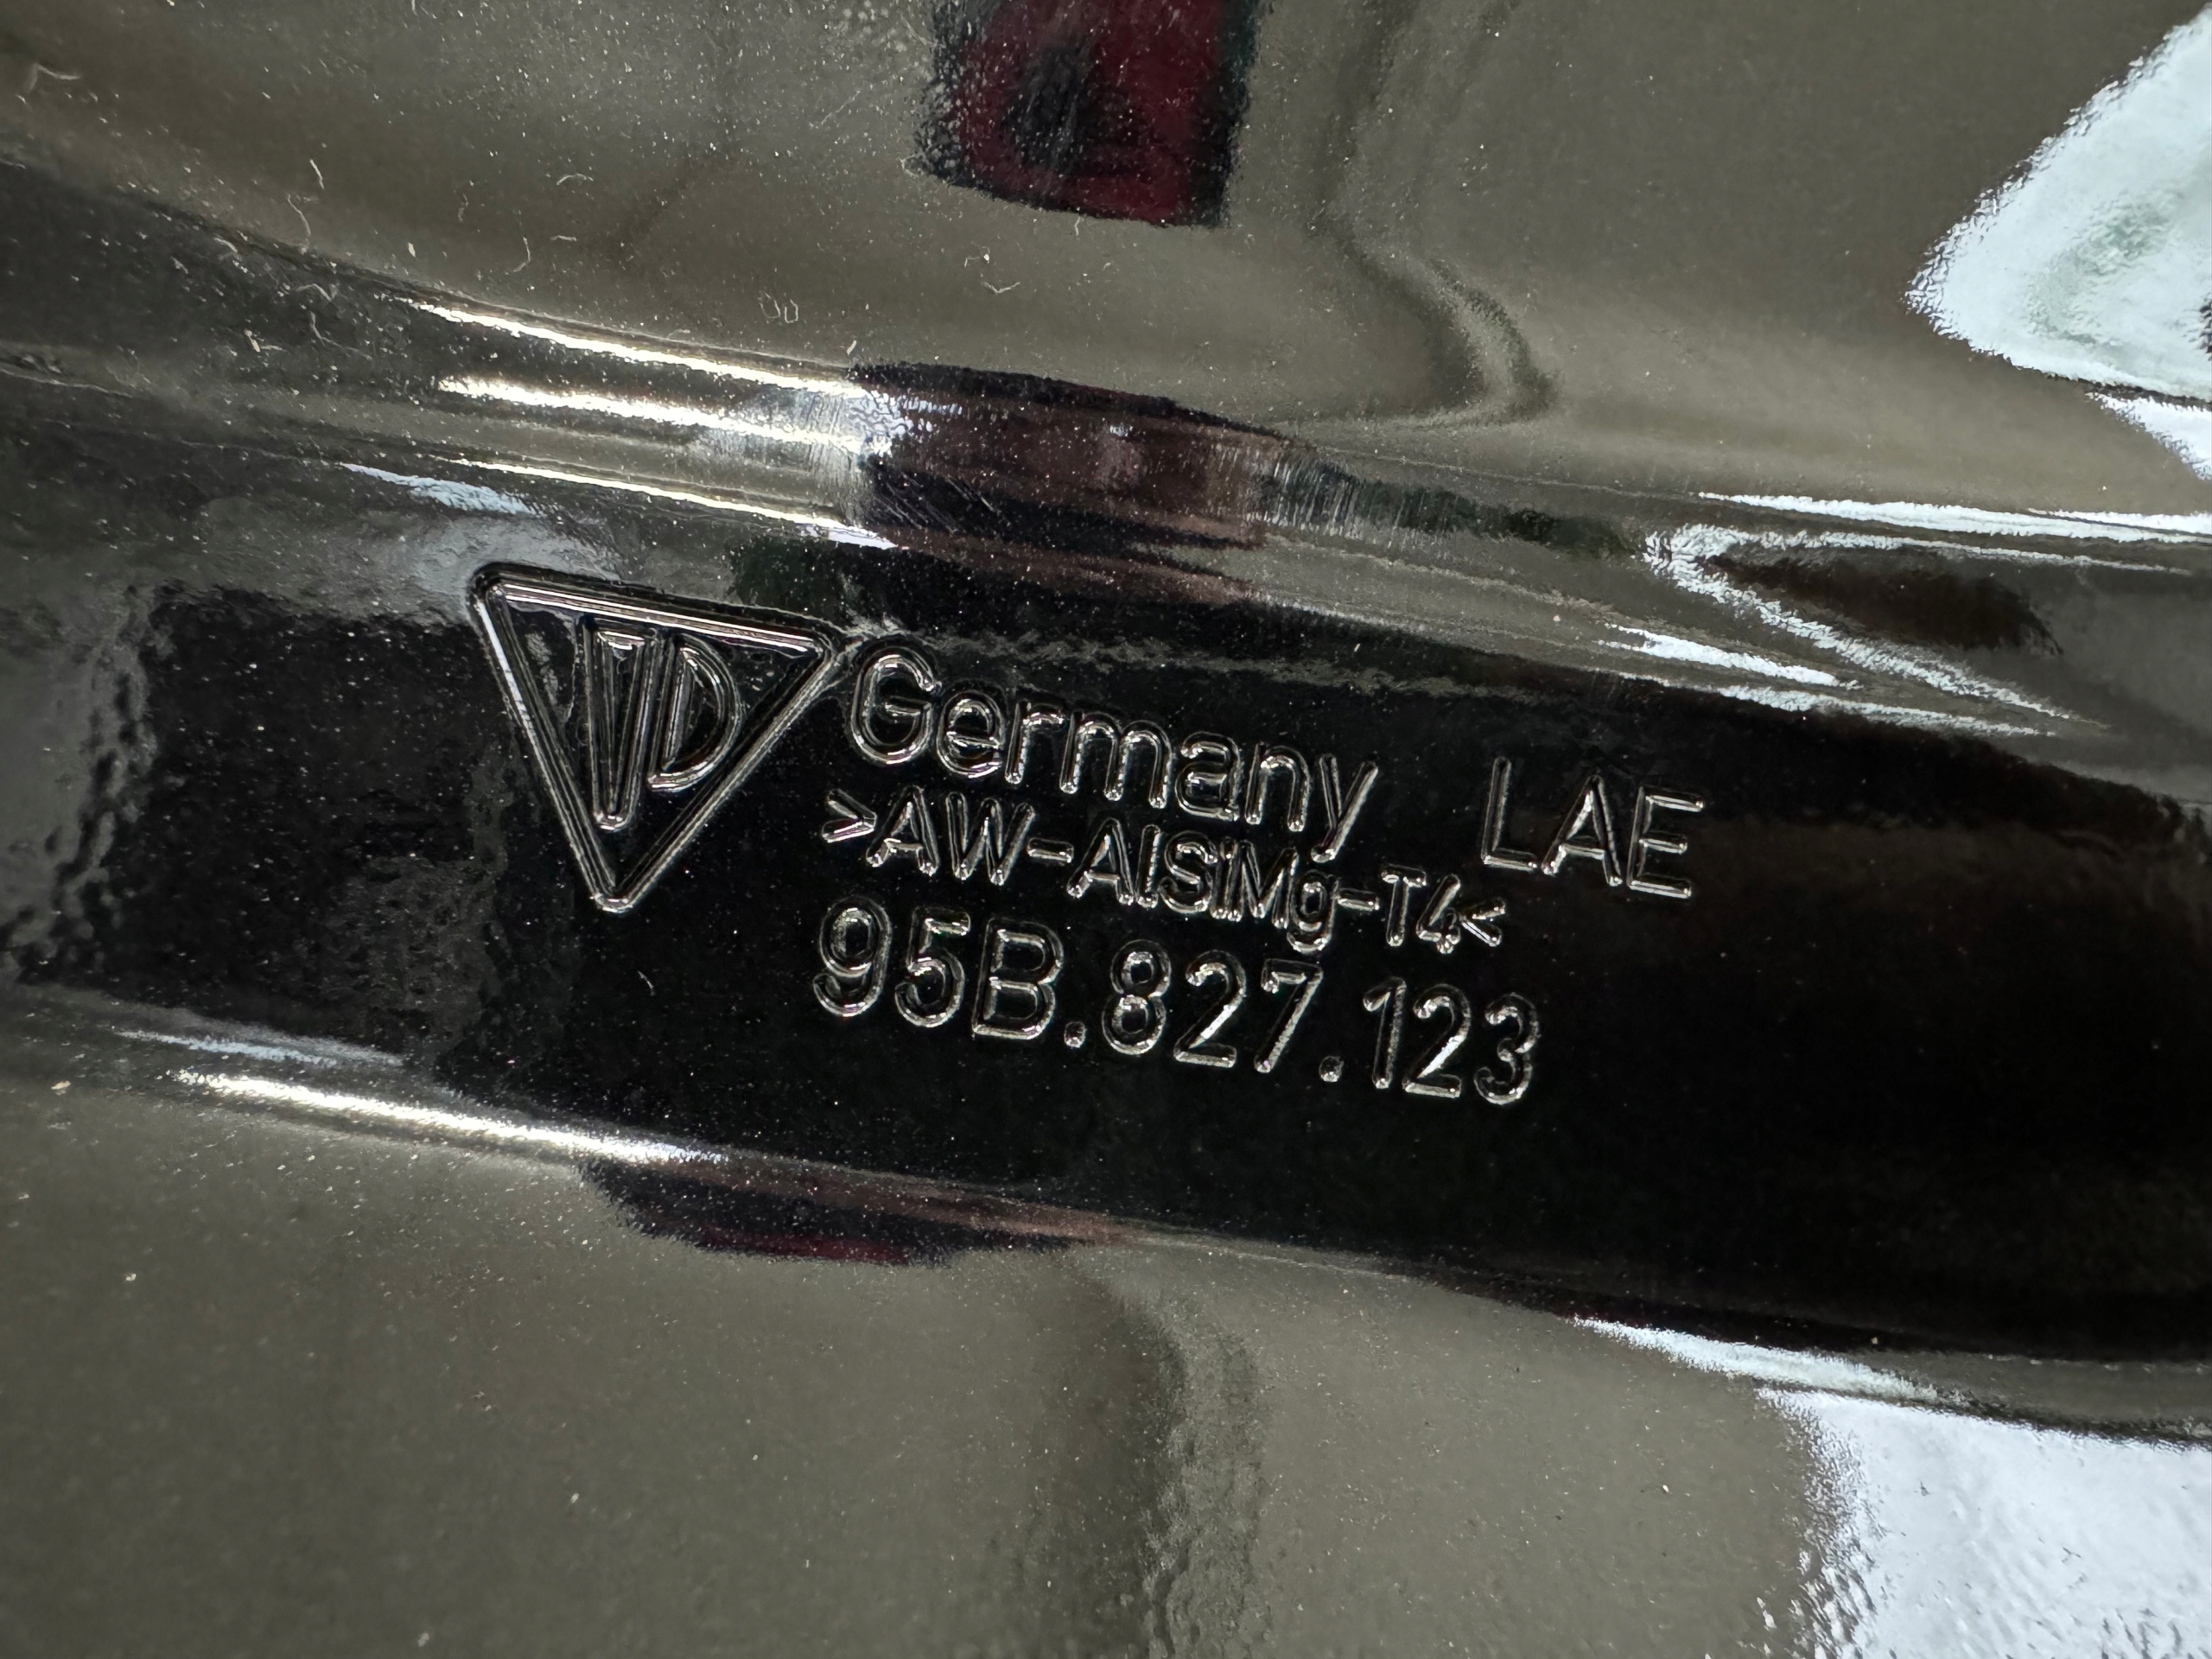 Germany LAE
>AW-AlSiMg-T4<
95B.827.123